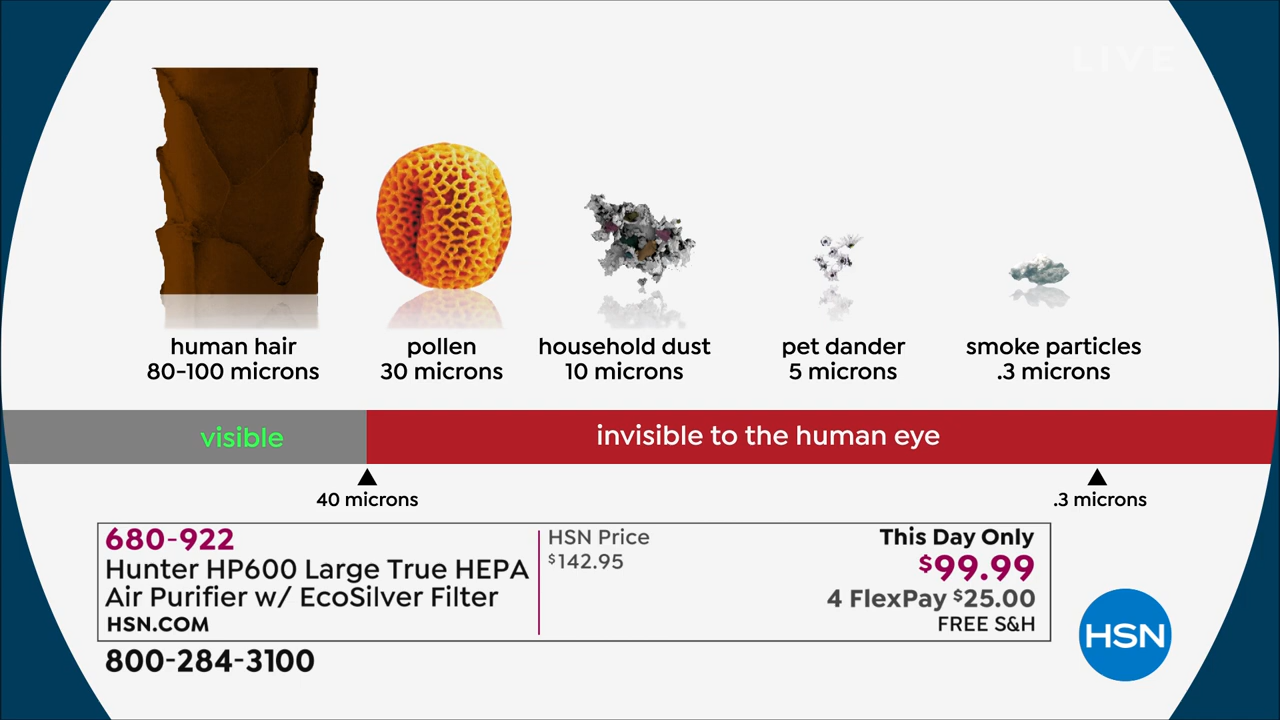 LIVE
human hair
80-100 microns
pollen
30 microns
household dust
10 microns
pet dander
5 microns
smoke particles
.3 microns
visible
invisible to the human eye
40 microns
.3 microns
680-922
Hunter HP600 Large True HEPA
Air Purifier w/ EcoSilver Filter
HSN.COM
HSN Price
$142.95
This Day Only
$99.99
4 FlexPay $25.00
FREE S&H
800-284-3100
HSN